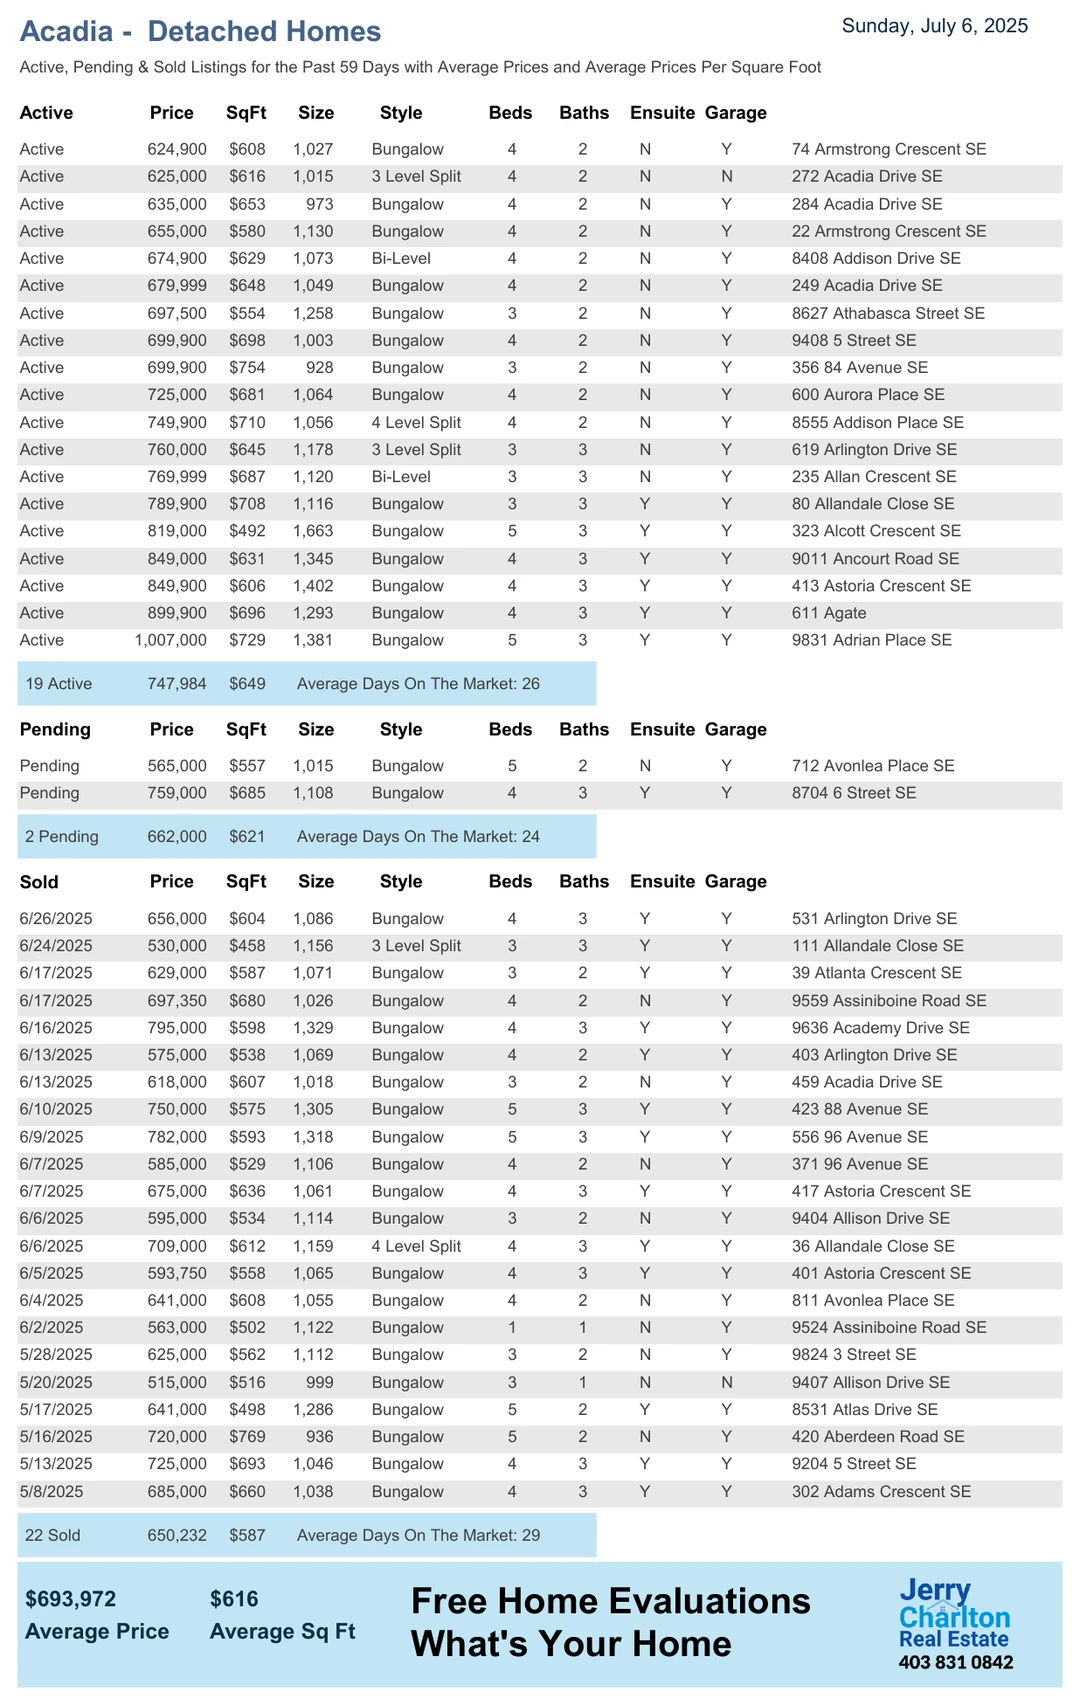 Acadia - Detached Homes
Sunday, July 6, 2025
Active, Pending & Sold Listings for the Past 59 Days with Average Prices and Average Prices Per Square Foot
Active Price SqFt Size Style Beds Baths Ensuite Garage
Active 624,900 $608 1,027 Bungalow 4 2 N Y 74 Armstrong Crescent SE
Active 625,000 $616 1,015 3 Level Split 4 2 N N 272 Acadia Drive SE
Active 635,000 $653 973 Bungalow 4 2 N Y 284 Acadia Drive SE
Active 655,000 $580 1,130 Bungalow 4 2 N Y 22 Armstrong Crescent SE
Active 674,900 $629 1,073 Bi-Level 4 2 N Y 8408 Addison Drive SE
Active 679,999 $648 1,049 Bungalow 4 2 N Y 249 Acadia Drive SE
Active 697,500 $554 1,258 Bungalow 3 2 N Y 8627 Athabasca Street SE
Active 699,900 $698 1,003 Bungalow 4 2 N Y 9408 5 Street SE
Active 699,900 $754 928 Bungalow 3 2 N Y 356 84 Avenue SE
Active 725,000 $681 1,064 Bungalow 4 2 N Y 600 Aurora Place SE
Active 749,900 $710 1,056 4 Level Split 4 2 N Y 8555 Addison Place SE
Active 760,000 $645 1,178 3 Level Split 3 3 N Y 619 Arlington Drive SE
Active 769,999 $687 1,120 Bi-Level 3 3 N Y 235 Allan Crescent SE
Active 789,900 $708 1,116 Bungalow 3 3 Y Y 80 Allandale Close SE
Active 819,000 $492 1,663 Bungalow 5 3 Y Y 323 Alcott Crescent SE
Active 849,000 $631 1,345 Bungalow 4 3 Y Y 9011 Ancourt Road SE
Active 849,900 $606 1,402 Bungalow 4 3 Y Y 413 Astoria Crescent SE
Active 899,900 $696 1,293 Bungalow 4 3 Y Y 611 Agate
Active 1,007,000 $729 1,381 Bungalow 5 3 Y Y 9831 Adrian Place SE
19 Active 747,984 $649 Average Days On The Market: 26
Pending Price SqFt Size Style Beds Baths Ensuite Garage
Pending 565,000 $557 1,015 Bungalow 5 2 N Y 712 Avonlea Place SE
Pending 759,000 $685 1,108 Bungalow 4 3 Y Y 8704 6 Street SE
2 Pending 662,000 $621 Average Days On The Market: 24
Sold Price SqFt Size Style Beds Baths Ensuite Garage
6/26/2025 656,000 $604 1,086 Bungalow 4 3 Y Y 531 Arlington Drive SE
6/24/2025 530,000 $458 1,156 3 Level Split 3 3 Y Y 111 Allandale Close SE
6/17/2025 629,000 $587 1,071 Bungalow 3 2 Y Y 39 Atlanta Crescent SE
6/17/2025 697,350 $680 1,026 Bungalow 4 2 N Y 9559 Assiniboine Road SE
6/16/2025 795,000 $598 1,329 Bungalow 4 3 Y Y 9636 Academy Drive SE
6/13/2025 575,000 $538 1,069 Bungalow 4 2 Y Y 403 Arlington Drive SE
6/13/2025 618,000 $607 1,018 Bungalow 3 2 N Y 459 Acadia Drive SE
6/10/2025 750,000 $575 1,305 Bungalow 5 3 Y Y 423 88 Avenue SE
6/9/2025 782,000 $593 1,318 Bungalow 5 3 Y Y 556 96 Avenue SE
6/7/2025 585,000 $529 1,106 Bungalow 4 2 N Y 371 96 Avenue SE
6/7/2025 675,000 $636 1,061 Bungalow 4 3 Y Y 417 Astoria Crescent SE
6/6/2025 595,000 $534 1,114 Bungalow 3 2 N Y 9404 Allison Drive SE
6/6/2025 709,000 $612 1,159 4 Level Split 4 3 Y Y 36 Allandale Close SE
6/5/2025 593,750 $558 1,065 Bungalow 4 3 Y Y 401 Astoria Crescent SE
6/4/2025 641,000 $608 1,055 Bungalow 4 2 N Y 811 Avonlea Place SE
6/2/2025 563,000 $502 1,122 Bungalow 1 1 N Y 9524 Assiniboine Road SE
5/28/2025 625,000 $562 1,112 Bungalow 3 2 N Y 9824 3 Street SE
5/20/2025 515,000 $516 999 Bungalow 3 1 N N 9407 Allison Drive SE
5/17/2025 641,000 $498 1,286 Bungalow 5 2 Y Y 8531 Atlas Drive SE
5/16/2025 720,000 $769 936 Bungalow 5 2 N Y 420 Aberdeen Road SE
5/13/2025 725,000 $693 1,046 Bungalow 4 3 Y Y 9204 5 Street SE
5/8/2025 685,000 $660 1,038 Bungalow 4 3 Y Y 302 Adams Crescent SE
22 Sold 650,232 $587 Average Days On The Market: 29
$693,972 $616
Average Price Average Sq Ft
Free Home Evaluations
What's Your Home
Jerry
Charlton
Real Estate
403 831 0842